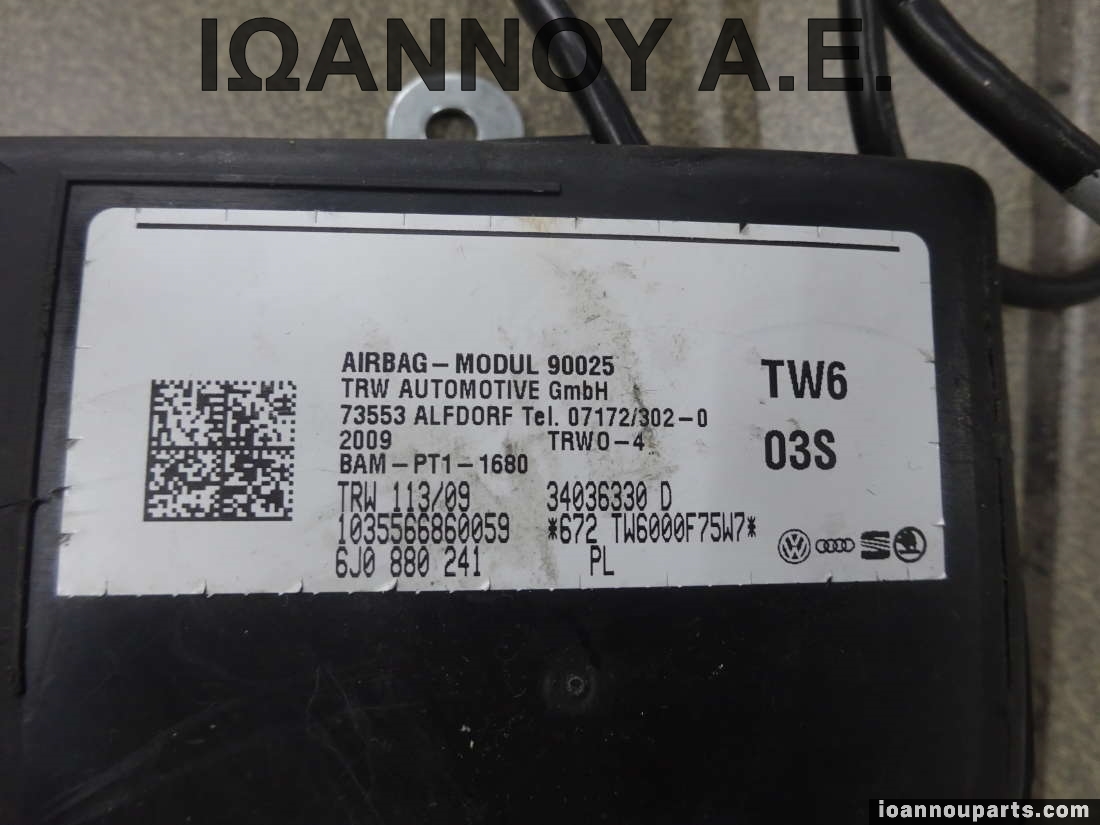 ΙΩΑΝΝΟΥ Α.Ε.
AIRBAG-MODUL 90025
TRW AUTOMOTIVE GmbH
73553 ALFDORF Tel. 07172/302-0
2009 TRWO-4
BAM-PT1-1680
TW6
03S
TRW 113/09 34036330 D
1035566860059 *672 TW6000F75W7*
6J0 880 241 PL
ioannouparts.com